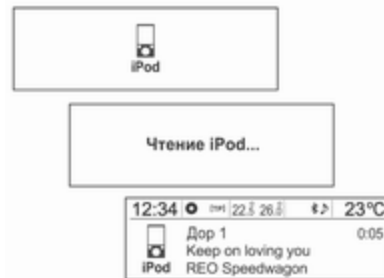 iPod
Чтение iPod...
12:34 22.5 26.5 23°C
Дор 1 0:05
Keep on loving you
iPod REO Speedwagon